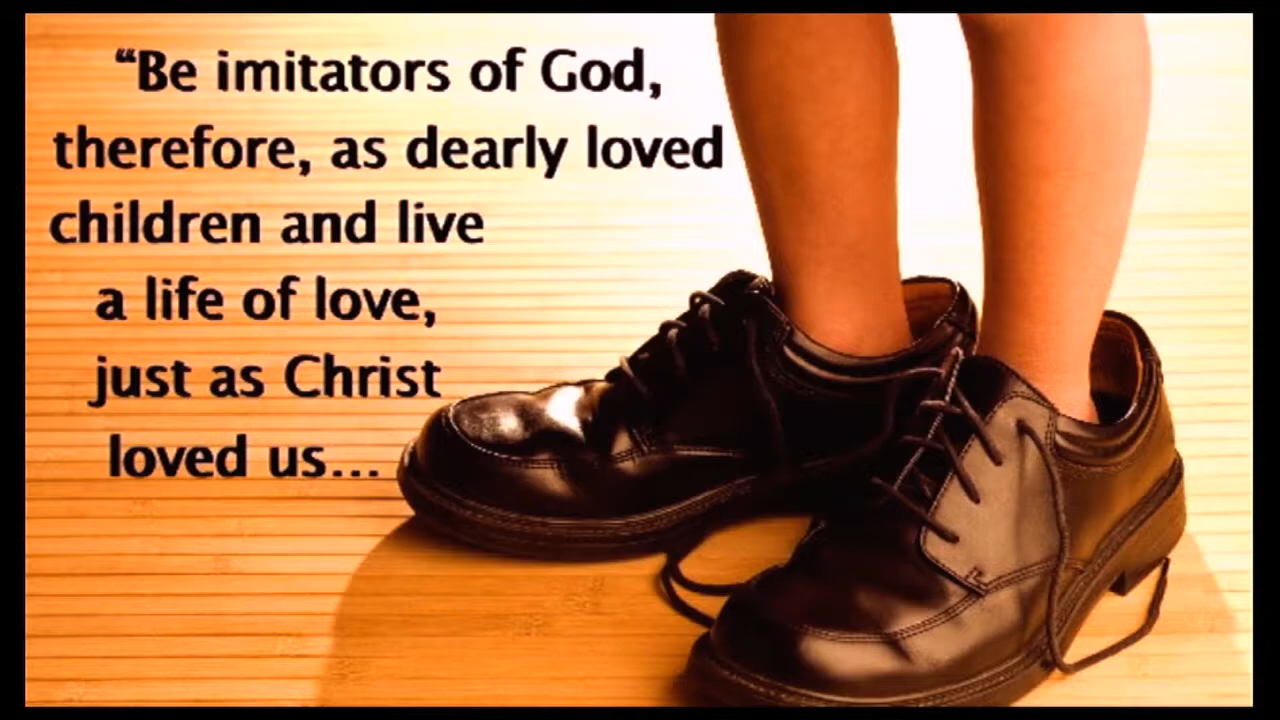 “Be imitators of God,
therefore, as dearly loved
children and live
a life of love,
just as Christ
loved us...